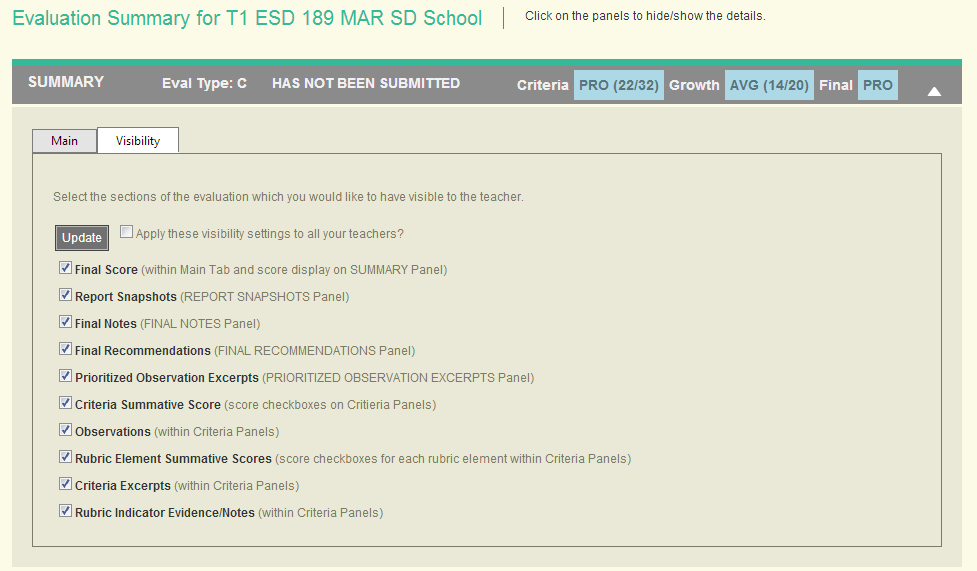 Evaluation Summary for T1 ESD 189 MAR SD School Click on the panels to hide/show the details.
SUMMARY Eval Type: C HAS NOT BEEN SUBMITTED Criteria PRO (22/32) Growth AVG (14/20) Final PRO
Main Visibility
Select the sections of the evaluation which you would like to have visible to the teacher.
Update Apply these visibility settings to all your teachers?
Final Score (within Main Tab and score display on SUMMARY Panel)
Report Snapshots (REPORT SNAPSHOTS Panel)
Final Notes (FINAL NOTES Panel)
Final Recommendations (FINAL RECOMMENDATIONS Panel)
Prioritized Observation Excerpts (PRIORITIZED OBSERVATION EXCERPTS Panel)
Criteria Summative Score (score checkboxes on Critieria Panels)
Observations (within Criteria Panels)
Rubric Element Summative Scores (score checkboxes for each rubric element within Criteria Panels)
Criteria Excerpts (within Criteria Panels)
Rubric Indicator Evidence/Notes (within Criteria Panels)